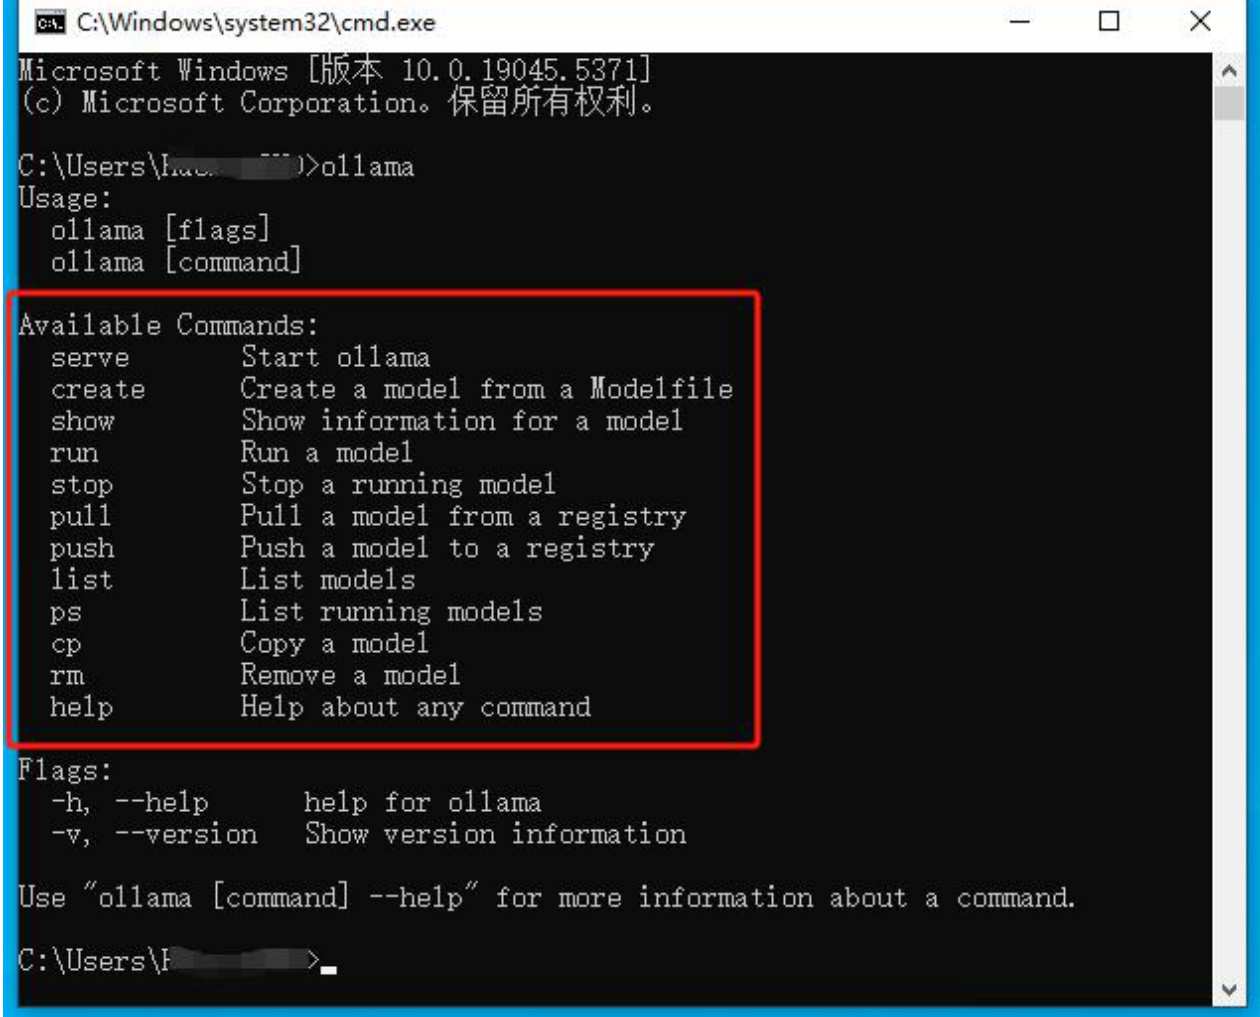 C:\Windows\system32\cmd.exe
Microsoft Windows [版本 10.0.19045.5371]
(c) Microsoft Corporation。保留所有权利。
C:\Users\ >ollama
Usage:
ollama [flags]
ollama [command]
Available Commands:
serve Start ollama
create Create a model from a Modelfile
show Show information for a model
run Run a model
stop Stop a running model
pull Pull a model from a registry
push Push a model to a registry
list List models
ps List running models
cp Copy a model
rm Remove a model
help Help about any command
Flags:
-h, --help help for ollama
-v, --version Show version information
Use "ollama [command] --help" for more information about a command.
C:\Users\ >